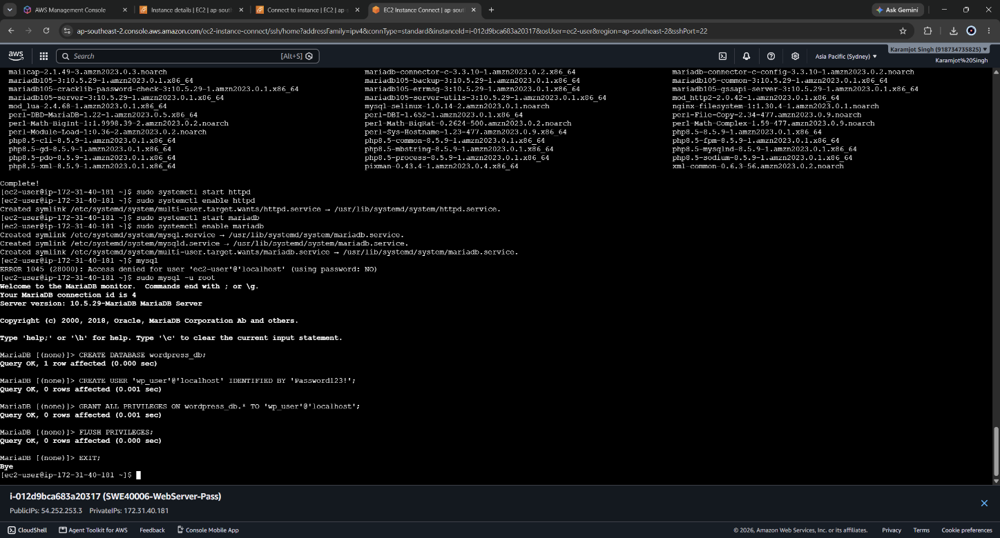 AWS Management Console
Instance details | EC2 | ap-sout
Connect to instance | EC2 | ap-s
EC2 Instance Connect | ap-sout
Ask Gemini
ap-southeast-2.console.aws.amazon.com/ec2-instance-connect/ssh/home?addressFamily=ipv4&connType=standard&instanceId=i-012d9bca683a20317&osUser=ec2-user&region=ap-southeast-2&sshPort=22
aws
Search [Alt+S]
Asia Pacific (Sydney)
Karamjot Singh (918734735825)
Karamjot%20Singh
mailcap-2.1.49-3.amzn2023.0.3.noarch mariadb-connector-c-3.3.10-1.amzn2023.0.2.x86_64 mariadb-connector-c-config-3.3.10-1.amzn2023.0.2.noarch
mariadb105-3:10.5.29-1.amzn2023.0.1.x86_64 mariadb105-backup-3:10.5.29-1.amzn2023.0.1.x86_64 mariadb105-common-3:10.5.29-1.amzn2023.0.1.x86_64
mariadb105-cracklib-password-check-3:10.5.29-1.amzn2023.0.1.x86_64 mariadb105-errmsg-3:10.5.29-1.amzn2023.0.1.x86_64 mariadb105-gssapi-server-3:10.5.29-1.amzn2023.0.1.x86_64
mariadb105-server-3:10.5.29-1.amzn2023.0.1.x86_64 mariadb105-server-utils-3:10.5.29-1.amzn2023.0.1.x86_64 mod_http2-2.0.42-1.amzn2023.0.1.x86_64
mod_lua-2.4.68-1.amzn2023.0.1.x86_64 mysql-selinux-1.0.14-2.amzn2023.0.1.noarch nginx-filesystem-1:1.30.4-1.amzn2023.0.1.noarch
perl-DBD-MariaDB-1.22-1.amzn2023.0.5.x86_64 perl-DBI-1.652-1.amzn2023.0.1.x86_64 perl-File-Copy-2.34-477.amzn2023.0.9.noarch
perl-Math-BigInt-1:1.9998.39-2.amzn2023.0.2.noarch perl-Math-BigRat-0.2624-500.amzn2023.0.2.noarch perl-Math-Complex-1.59-477.amzn2023.0.9.noarch
perl-Module-Load-1:0.36-2.amzn2023.0.2.noarch perl-Sys-Hostname-1.23-477.amzn2023.0.9.x86_64 php8.5-8.5.9-1.amzn2023.0.1.x86_64
php8.5-cli-8.5.9-1.amzn2023.0.1.x86_64 php8.5-common-8.5.9-1.amzn2023.0.1.x86_64 php8.5-fpm-8.5.9-1.amzn2023.0.1.x86_64
php8.5-gd-8.5.9-1.amzn2023.0.1.x86_64 php8.5-mbstring-8.5.9-1.amzn2023.0.1.x86_64 php8.5-mysqlnd-8.5.9-1.amzn2023.0.1.x86_64
php8.5-pdo-8.5.9-1.amzn2023.0.1.x86_64 php8.5-process-8.5.9-1.amzn2023.0.1.x86_64 php8.5-sodium-8.5.9-1.amzn2023.0.1.x86_64
php8.5-xml-8.5.9-1.amzn2023.0.1.x86_64 pixman-0.43.4-1.amzn2023.0.4.x86_64 xml-common-0.6.3-56.amzn2023.0.2.noarch
Complete!
[ec2-user@ip-172-31-40-181 ~]$ sudo systemctl start httpd
[ec2-user@ip-172-31-40-181 ~]$ sudo systemctl enable httpd
Created symlink /etc/systemd/system/multi-user.target.wants/httpd.service → /usr/lib/systemd/system/httpd.service.
[ec2-user@ip-172-31-40-181 ~]$ sudo systemctl start mariadb
[ec2-user@ip-172-31-40-181 ~]$ sudo systemctl enable mariadb
Created symlink /etc/systemd/system/mysql.service → /usr/lib/systemd/system/mariadb.service.
Created symlink /etc/systemd/system/mysqld.service → /usr/lib/systemd/system/mariadb.service.
Created symlink /etc/systemd/system/multi-user.target.wants/mariadb.service → /usr/lib/systemd/system/mariadb.service.
[ec2-user@ip-172-31-40-181 ~]$ mysql
ERROR 1045 (28000): Access denied for user 'ec2-user'@'localhost' (using password: NO)
[ec2-user@ip-172-31-40-181 ~]$ sudo mysql -u root
Welcome to the MariaDB monitor.  Commands end with ; or \g.
Your MariaDB connection id is 4
Server version: 10.5.29-MariaDB MariaDB Server
Copyright (c) 2000, 2018, Oracle, MariaDB Corporation Ab and others.
Type 'help;' or '\h' for help. Type '\c' to clear the current input statement.
MariaDB [(none)]> CREATE DATABASE wordpress_db;
Query OK, 1 row affected (0.000 sec)
MariaDB [(none)]> CREATE USER 'wp_user'@'localhost' IDENTIFIED BY 'Password123!';
Query OK, 0 rows affected (0.001 sec)
MariaDB [(none)]> GRANT ALL PRIVILEGES ON wordpress_db.* TO 'wp_user'@'localhost';
Query OK, 0 rows affected (0.001 sec)
MariaDB [(none)]> FLUSH PRIVILEGES;
Query OK, 0 rows affected (0.000 sec)
MariaDB [(none)]> EXIT;
Bye
[ec2-user@ip-172-31-40-181 ~]$
i-012d9bca683a20317 (SWE40006-WebServer-Pass)
PublicIPs: 54.252.253.3 PrivateIPs: 172.31.40.181
CloudShell Agent Toolkit for AWS Feedback Console Mobile App © 2026, Amazon Web Services, Inc. or its affiliates. Privacy Terms Cookie preferences